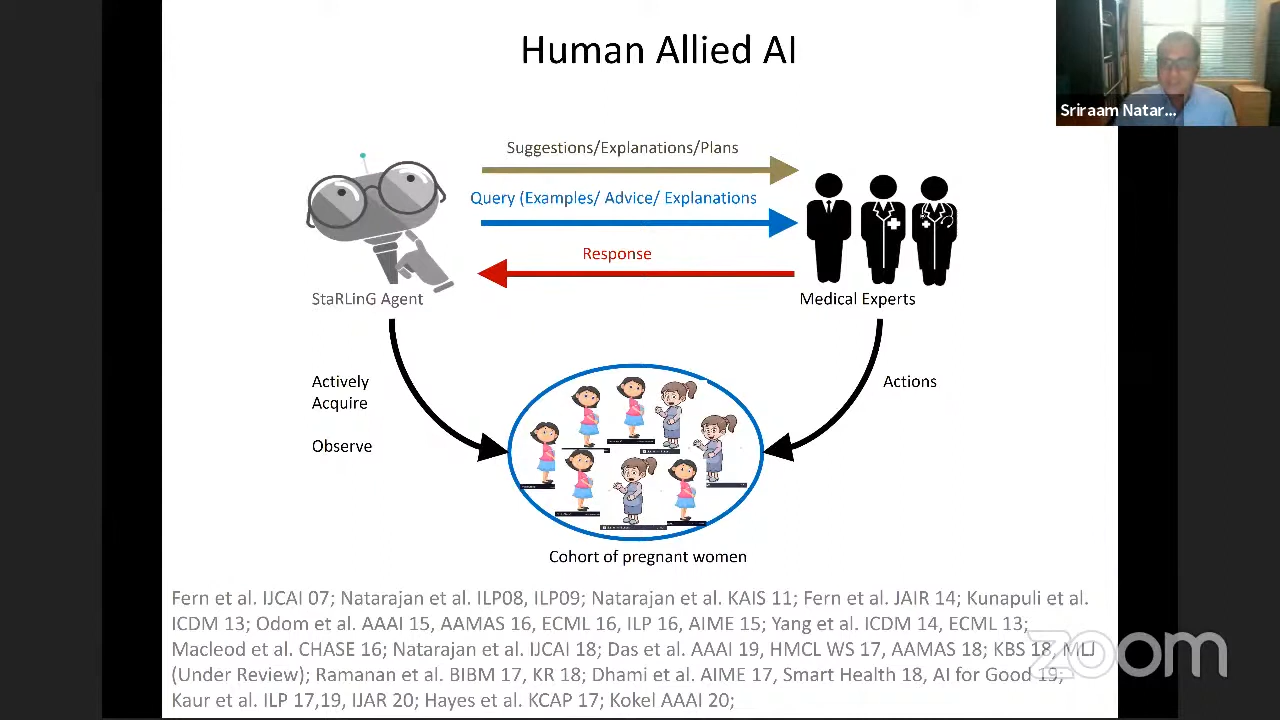 Human Allied AI
Sriraam Natar...
Suggestions/Explanations/Plans
Query (Examples/ Advice/ Explanations
Response
StaRLinG Agent
Medical Experts
Actively
Acquire
Observe
Actions
Cohort of pregnant women
Fern et al. IJCAI 07; Natarajan et al. ILP08, ILP09; Natarajan et al. KAIS 11; Fern et al. JAIR 14; Kunapuli et al.
ICDM 13; Odom et al. AAAI 15, AAMAS 16, ECML 16, ILP 16, AIME 15; Yang et al. ICDM 14, ECML 13;
Macleod et al. CHASE 16; Natarajan et al. IJCAI 18; Das et al. AAAI 19, HMCL WS 17, AAMAS 18; KBS 18, MLJ
(Under Review); Ramanan et al. BIBM 17, KR 18; Dhami et al. AIME 17, Smart Health 18, AI for Good 19;
Kaur et al. ILP 17,19, IJAR 20; Hayes et al. KCAP 17; Kokel AAAI 20;
zoom